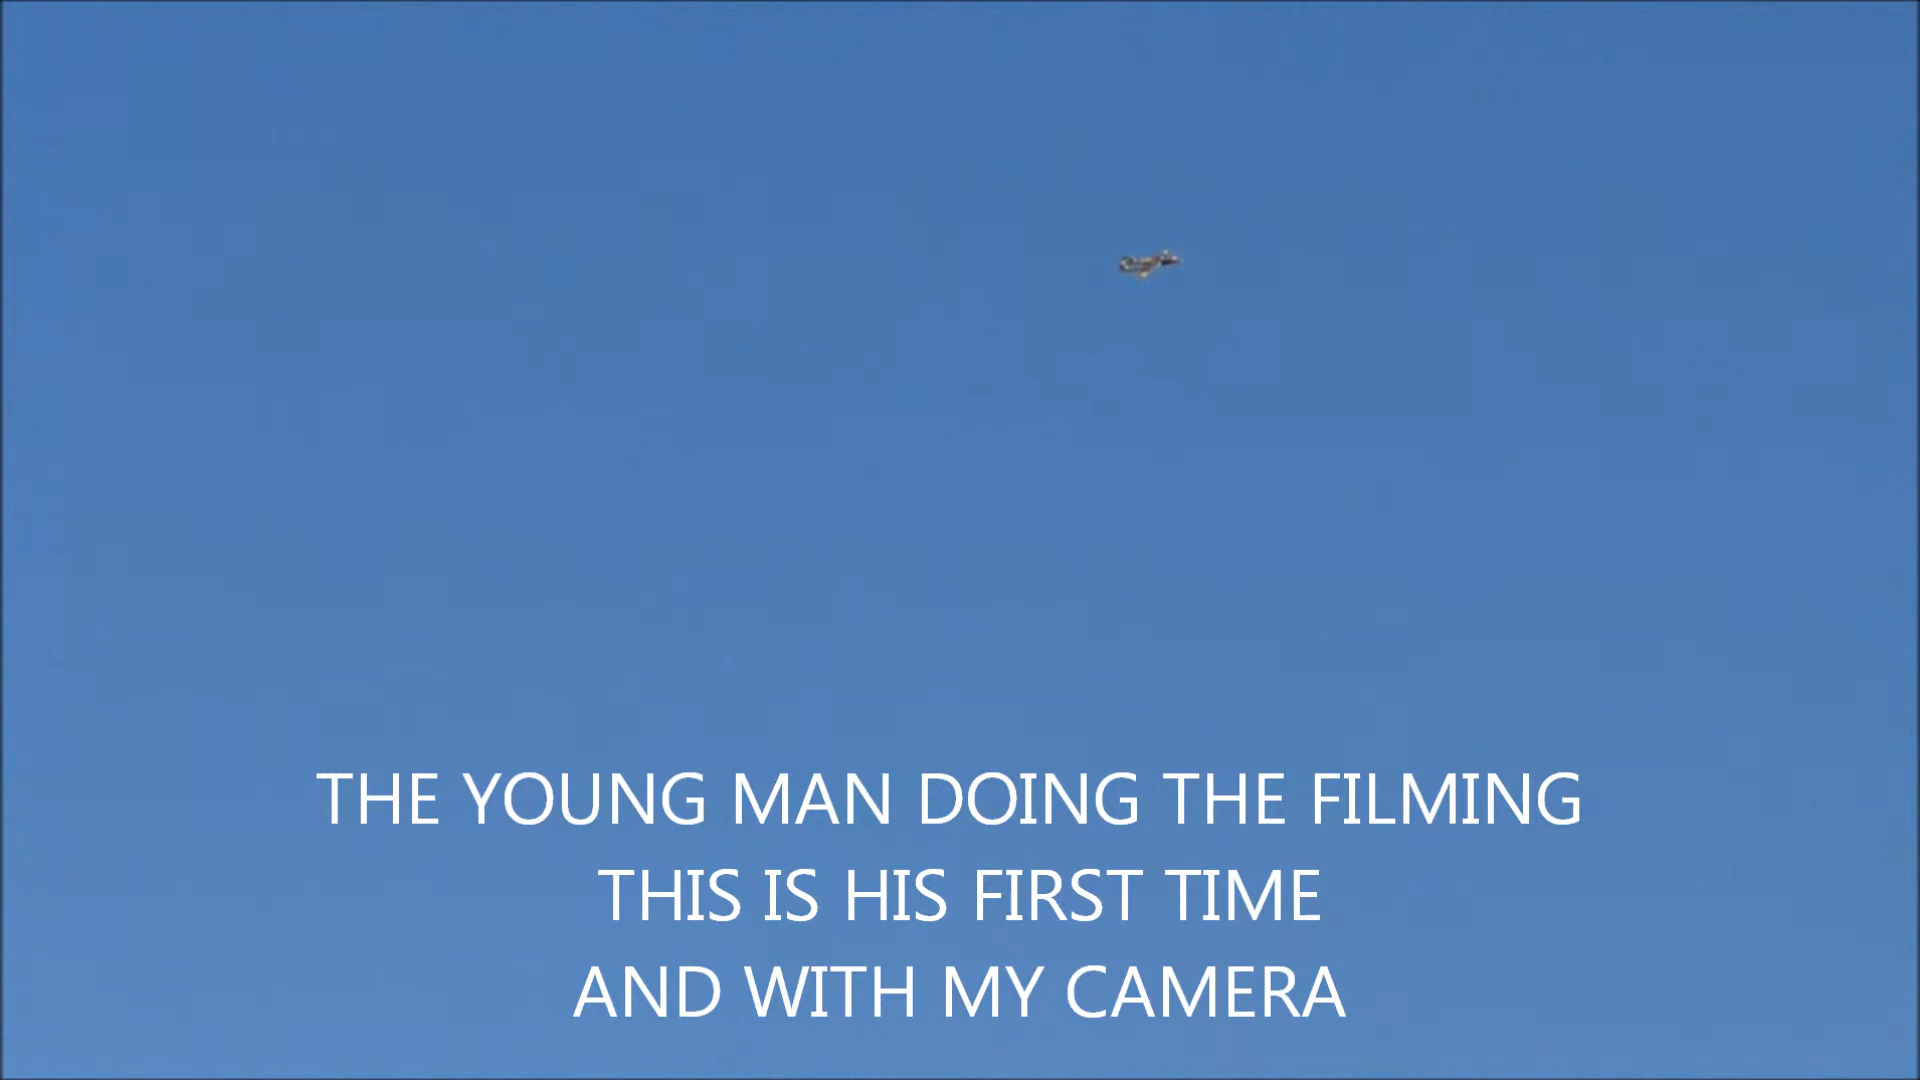 THE YOUNG MAN DOING THE FILMING
THIS IS HIS FIRST TIME
AND WITH MY CAMERA